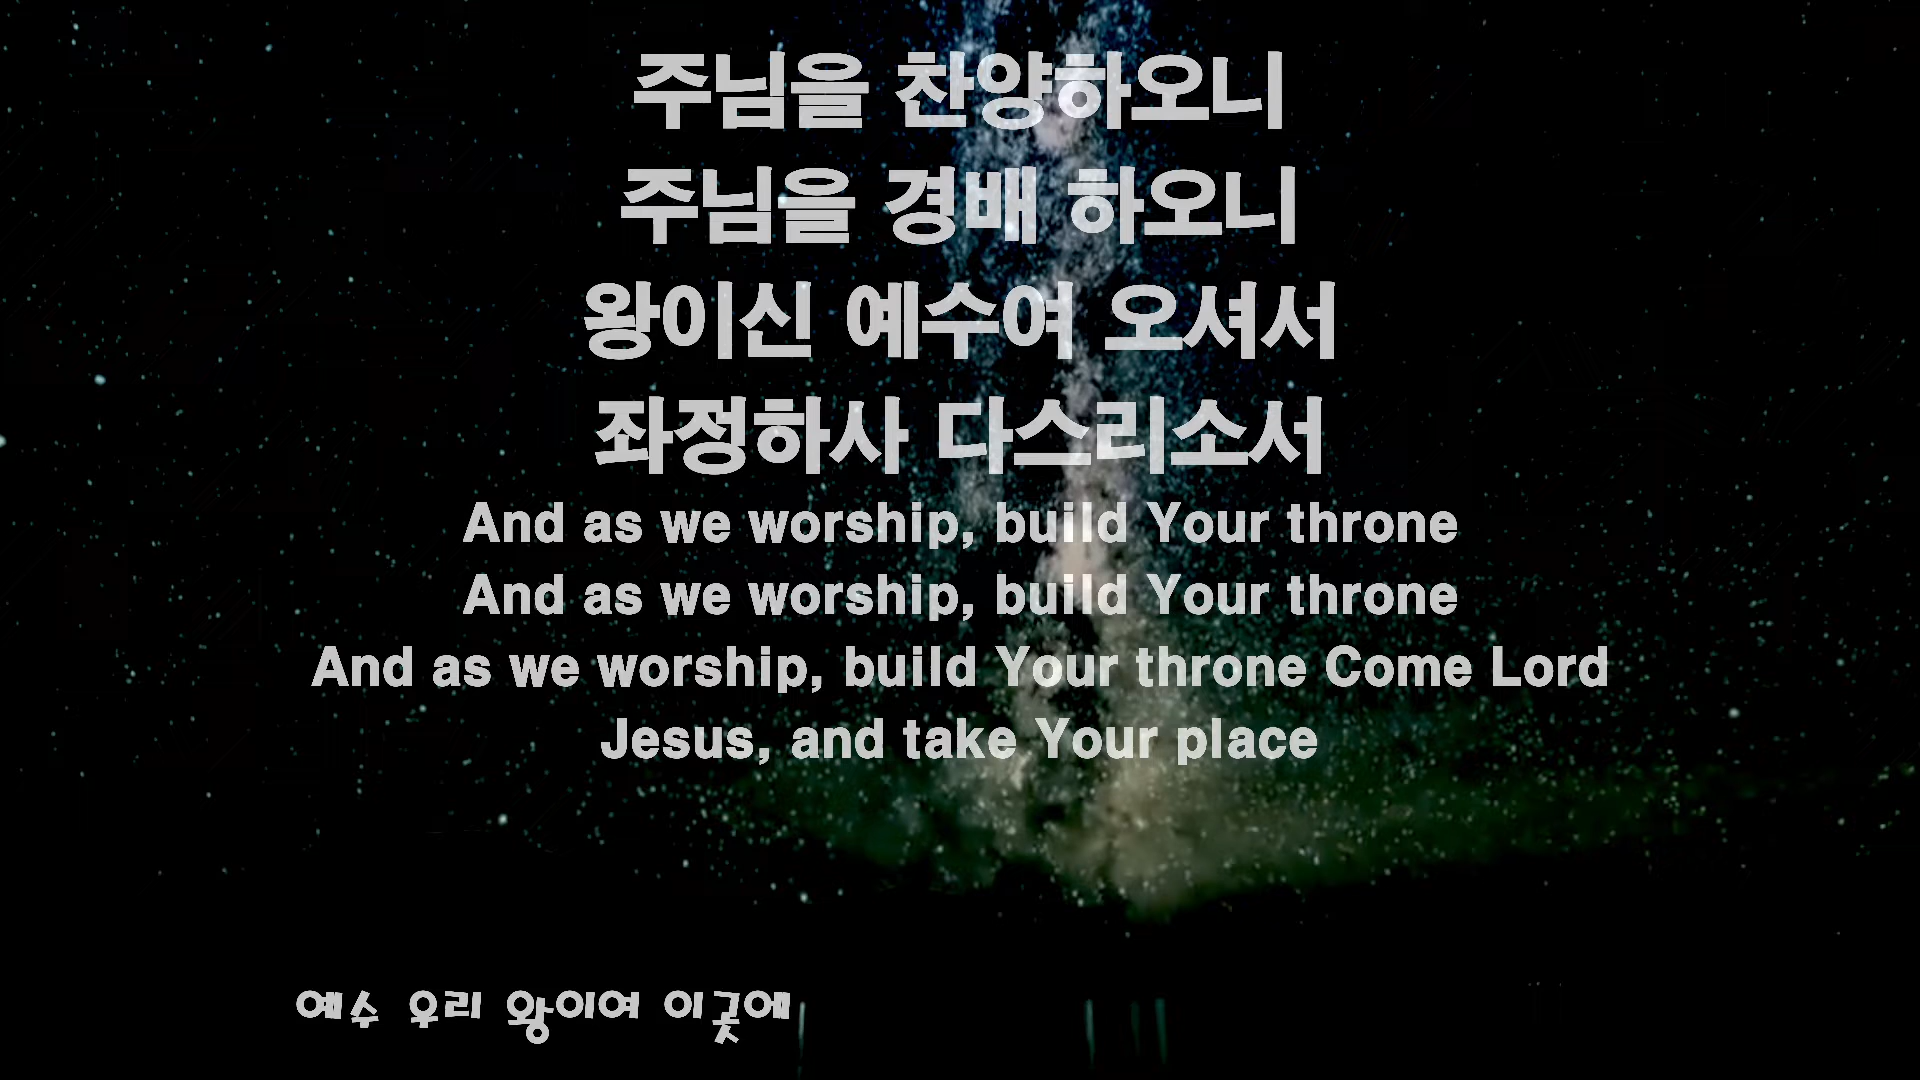 주님을 찬양하오니
주님을 경배 하오니
왕이신 예수여 오셔서
좌정하사 다스리소서
And as we worship, build Your throne
And as we worship, build Your throne
And as we worship, build Your throne Come Lord
Jesus, and take Your place
예수 우리 왕이여 이곳에